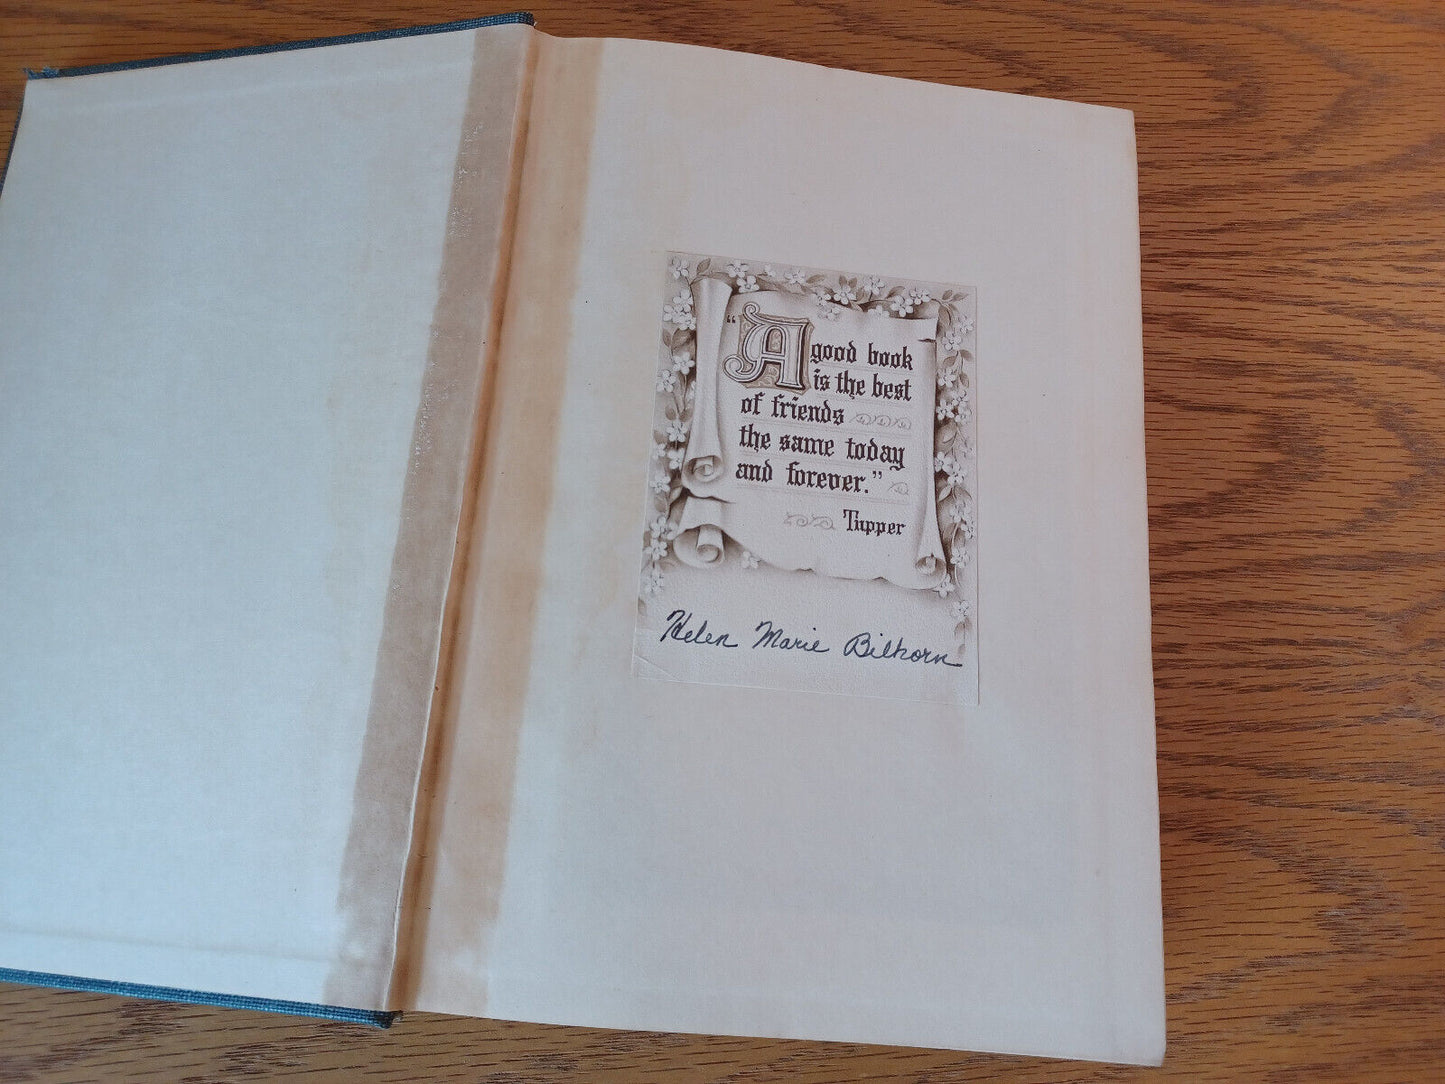 “A good book
is the best
of friends
the same today
and forever.”
Tupper
Helen Marie Bilhorn